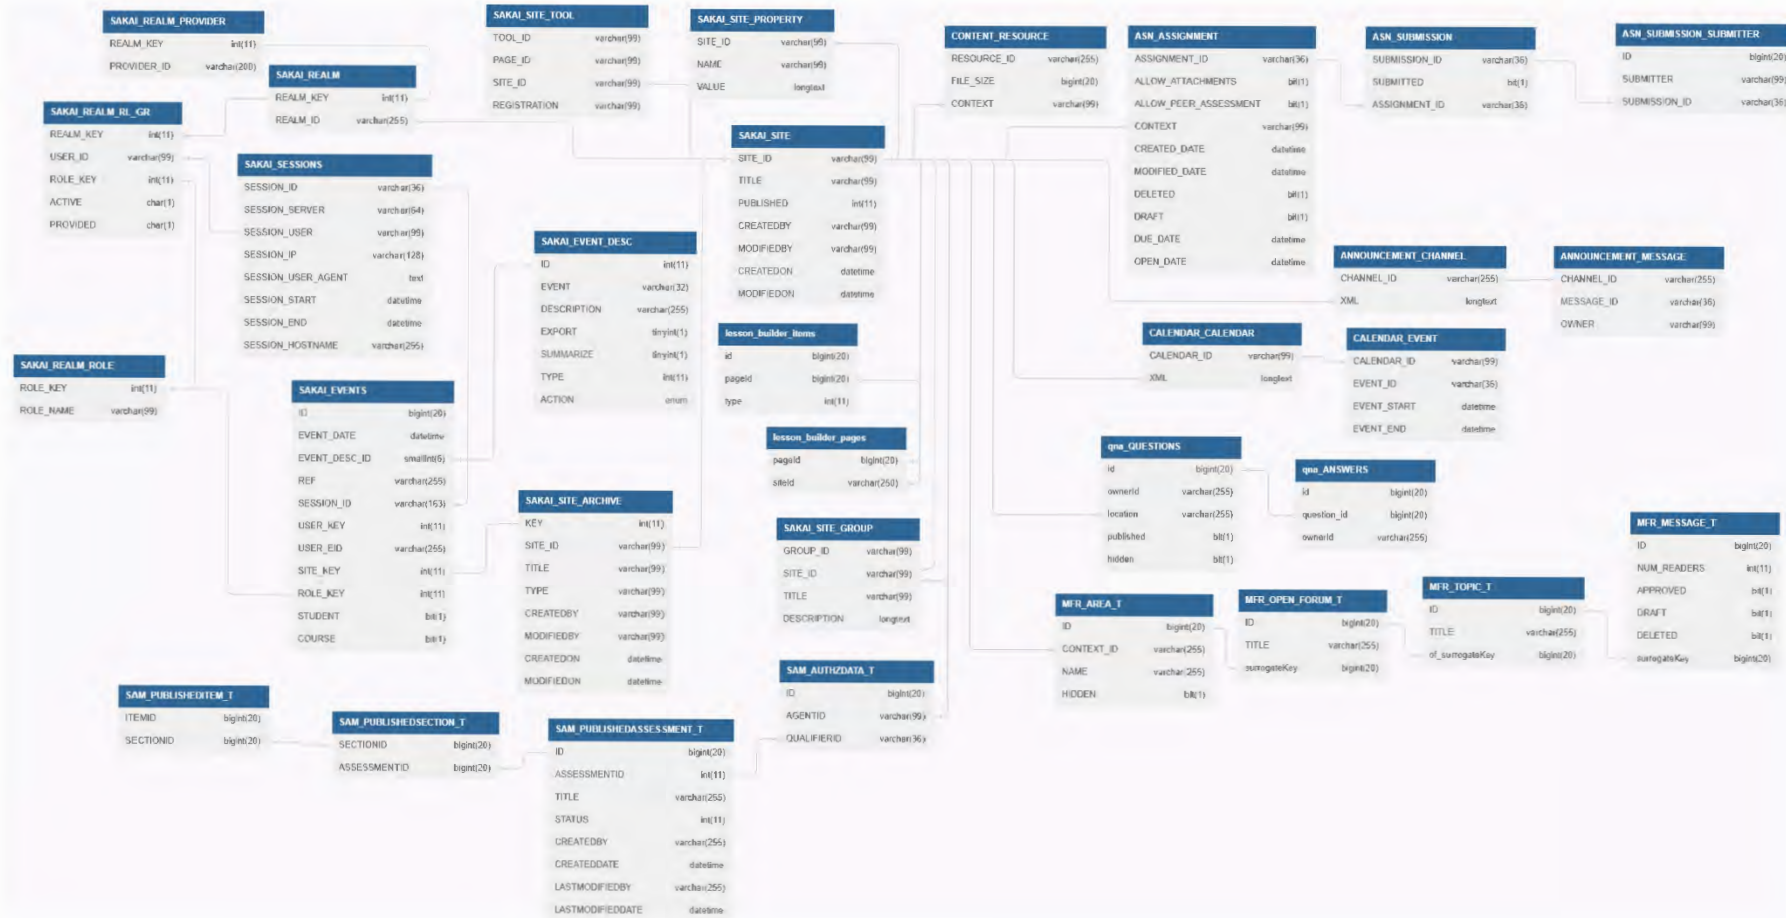 SAKAI_REALM_PROVIDER
REALM_KEY int(11)
PROVIDER_ID varchar(200)
SAKAI_SITE_TOOL
TOOL_ID varchar(99)
PAGE_ID varchar(99)
SITE_ID varchar(99)
REGISTRATION varchar(99)
SAKAI_SITE_PROPERTY
SITE_ID varchar(99)
NAME varchar(99)
VALUE longtext
CONTENT_RESOURCE
RESOURCE_ID varchar(255)
FILE_SIZE bigint(20)
CONTEXT varchar(99)
ASN_ASSIGNMENT
ASSIGNMENT_ID varchar(36)
ALLOW_ATTACHMENTS bit(1)
ALLOW_PEER_ASSESSMENT bit(1)
CONTEXT varchar(99)
CREATED_DATE datetime
MODIFIED_DATE datetime
DELETED bit(1)
DRAFT bit(1)
DUE_DATE datetime
OPEN_DATE datetime
ASN_SUBMISSION
SUBMISSION_ID varchar(36)
SUBMITTED bit(1)
ASSIGNMENT_ID varchar(36)
ASN_SUBMISSION_SUBMITTER
ID bigint(20)
SUBMITTER varchar(99)
SUBMISSION_ID varchar(36)
SAKAI_REALM
REALM_KEY int(11)
REALM_ID varchar(255)
SAKAI_REALM_RL_GR
REALM_KEY int(11)
USER_ID varchar(99)
ROLE_KEY int(11)
ACTIVE char(1)
PROVIDED char(1)
SAKAI_SESSIONS
SESSION_ID varchar(36)
SESSION_SERVER varchar(64)
SESSION_USER varchar(99)
SESSION_IP varchar(128)
SESSION_USER_AGENT text
SESSION_START datetime
SESSION_END datetime
SESSION_HOSTNAME varchar(255)
SAKAI_SITE
SITE_ID varchar(99)
TITLE varchar(99)
PUBLISHED int(11)
CREATEDBY varchar(99)
MODIFIEDBY varchar(99)
CREATEDON datetime
MODIFIEDON datetime
SAKAI_EVENT_DESC
ID int(11)
EVENT varchar(32)
DESCRIPTION varchar(255)
EXPORT tinyint(1)
SUMMARIZE tinyint(1)
TYPE int(11)
ACTION enum
ANNOUNCEMENT_CHANNEL
CHANNEL_ID varchar(255)
XML longtext
ANNOUNCEMENT_MESSAGE
CHANNEL_ID varchar(255)
MESSAGE_ID varchar(36)
OWNER varchar(99)
lesson_builder_items
id bigint(20)
pageId bigint(20)
type int(11)
CALENDAR_CALENDAR
CALENDAR_ID varchar(99)
XML longtext
CALENDAR_EVENT
CALENDAR_ID varchar(99)
EVENT_ID varchar(36)
EVENT_START datetime
EVENT_END datetime
SAKAI_REALM_ROLE
ROLE_KEY int(11)
ROLE_NAME varchar(99)
SAKAI_EVENTS
ID bigint(20)
EVENT_DATE datetime
EVENT_DESC_ID smallint(6)
REF varchar(255)
SESSION_ID varchar(163)
USER_KEY int(11)
USER_EID varchar(255)
SITE_KEY int(11)
ROLE_KEY int(11)
STUDENT bit(1)
COURSE bit(1)
lesson_builder_pages
pageId bigint(20)
siteId varchar(250)
qna_QUESTIONS
id bigint(20)
ownerId varchar(255)
location varchar(255)
published bit(1)
hidden bit(1)
qna_ANSWERS
id bigint(20)
question_id bigint(20)
ownerId varchar(255)
SAKAI_SITE_ARCHIVE
KEY int(11)
SITE_ID varchar(99)
TITLE varchar(99)
TYPE varchar(99)
CREATEDBY varchar(99)
MODIFIEDBY varchar(99)
CREATEDON datetime
MODIFIEDON datetime
SAKAI_SITE_GROUP
GROUP_ID varchar(99)
SITE_ID varchar(99)
TITLE varchar(99)
DESCRIPTION longtext
MFR_MESSAGE_T
ID bigint(20)
NUM_READERS int(11)
APPROVED bit(1)
DRAFT bit(1)
DELETED bit(1)
surrogateKey bigint(20)
MFR_AREA_T
ID bigint(20)
CONTEXT_ID varchar(255)
NAME varchar(255)
HIDDEN bit(1)
MFR_OPEN_FORUM_T
ID bigint(20)
TITLE varchar(255)
surrogateKey bigint(20)
MFR_TOPIC_T
ID bigint(20)
TITLE varchar(255)
of_surrogateKey bigint(20)
SAM_AUTHZDATA_T
ID bigint(20)
AGENTID varchar(99)
QUALIFIERID varchar(36)
SAM_PUBLISHEDITEM_T
ITEMID bigint(20)
SECTIONID bigint(20)
SAM_PUBLISHEDSECTION_T
SECTIONID bigint(20)
ASSESSMENTID bigint(20)
SAM_PUBLISHEDASSESSMENT_T
ID bigint(20)
ASSESSMENTID int(11)
TITLE varchar(255)
STATUS int(11)
CREATEDBY varchar(255)
CREATEDDATE datetime
LASTMODIFIEDBY varchar(255)
LASTMODIFIEDDATE datetime